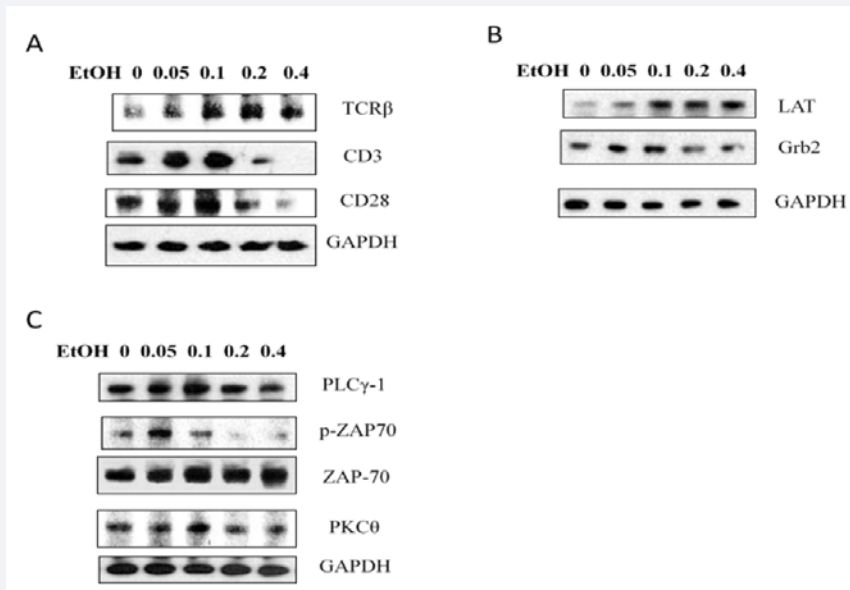 A
EtOH 0 0.05 0.1 0.2 0.4
TCRβ
CD3
CD28
GAPDH
B
EtOH 0 0.05 0.1 0.2 0.4
LAT
Grb2
GAPDH
C
EtOH 0 0.05 0.1 0.2 0.4
PLCγ-1
p-ZAP70
ZAP-70
PKCθ
GAPDH